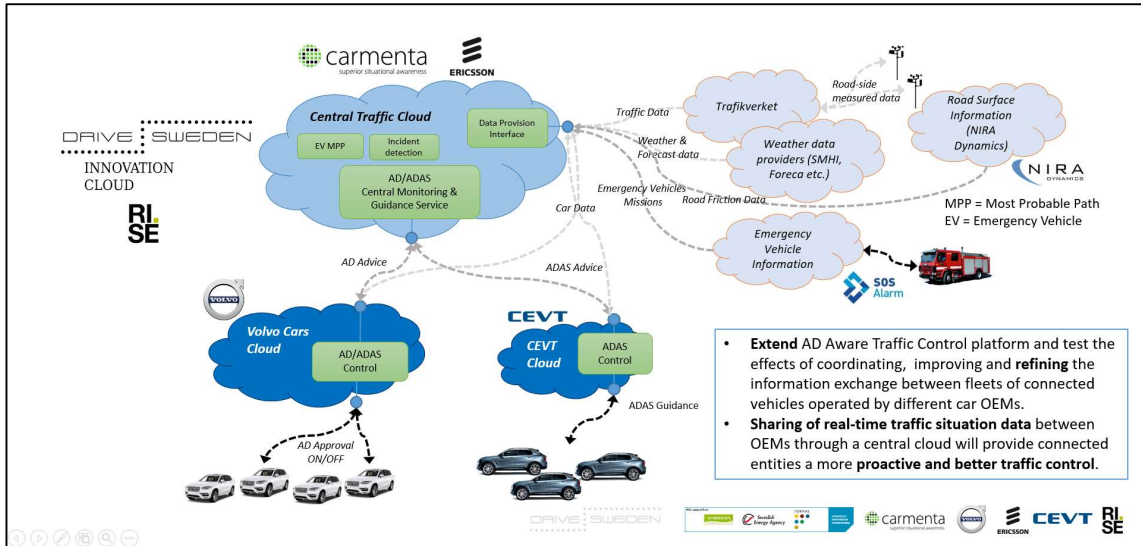 carmenta
superior situational awareness
ERICSSON
DRIVE SWEDEN
INNOVATION
CLOUD
RI.
SE
Central Traffic Cloud
Data Provision
Interface
EV MPP
Incident
detection
AD/ADAS
Central Monitoring &
Guidance Service
Traffic Data
Weather &
Forecast data
Emergency Vehicles
Missions
Road Friction Data
Car Data
Trafikverket
Road-side
measured data
Weather data
providers (SMHI,
Foreca etc.)
Road Surface
Information
(NIRA
Dynamics)
NIRA
DYNAMICS
MPP = Most Probable Path
EV = Emergency Vehicle
Emergency
Vehicle
Information
SOS
Alarm
AD Advice
ADAS Advice
VOLVO
Volvo Cars
Cloud
AD/ADAS
Control
CEVT
CEVT
Cloud
ADAS
Control
AD Approval
ON/OFF
ADAS Guidance
• Extend AD Aware Traffic Control platform and test the
effects of coordinating, improving and refining the
information exchange between fleets of connected
vehicles operated by different car OEMs.
• Sharing of real-time traffic situation data between
OEMs through a central cloud will provide connected
entities a more proactive and better traffic control.
DRIVE SWEDEN
VINNOVA
Swedish
Energy Agency
FORMAS
carmenta
VOLVO
ERICSSON
CEVT
RI.
SE